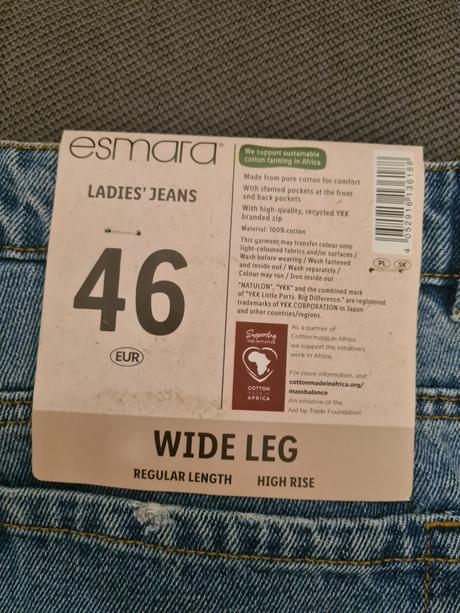 esmara™
LADIES' JEANS
46
EUR
We support sustainable
cotton farming in Africa
Made from pure cotton for comfort
With slanted pockets at the front
and back pockets
With high-quality, recycled YKK
branded zip
Material: 100% cotton
This garment may transfer colour onto
light-coloured fabrics and/or surfaces /
Wash before wearing / Wash fastened
and inside out / Wash separately /
Colour may run / Iron inside out
"NATULON", "YKK" and the combined mark
of "YKK Little Parts. Big Difference." are registered
trademarks of YKK CORPORATION in Japan
and other countries/regions.
Supporting
THE INITIATIVE
COTTON
MADE IN
AFRICA
As a partner of
Cotton made in Africa,
we support the initiative's
work in Africa.
For more information, visit:
cottonmadeinafrica.org/
massbalance
An initiative of the
Aid by Trade Foundation
4 052916 130188
PL SK
WIDE LEG
REGULAR LENGTH HIGH RISE